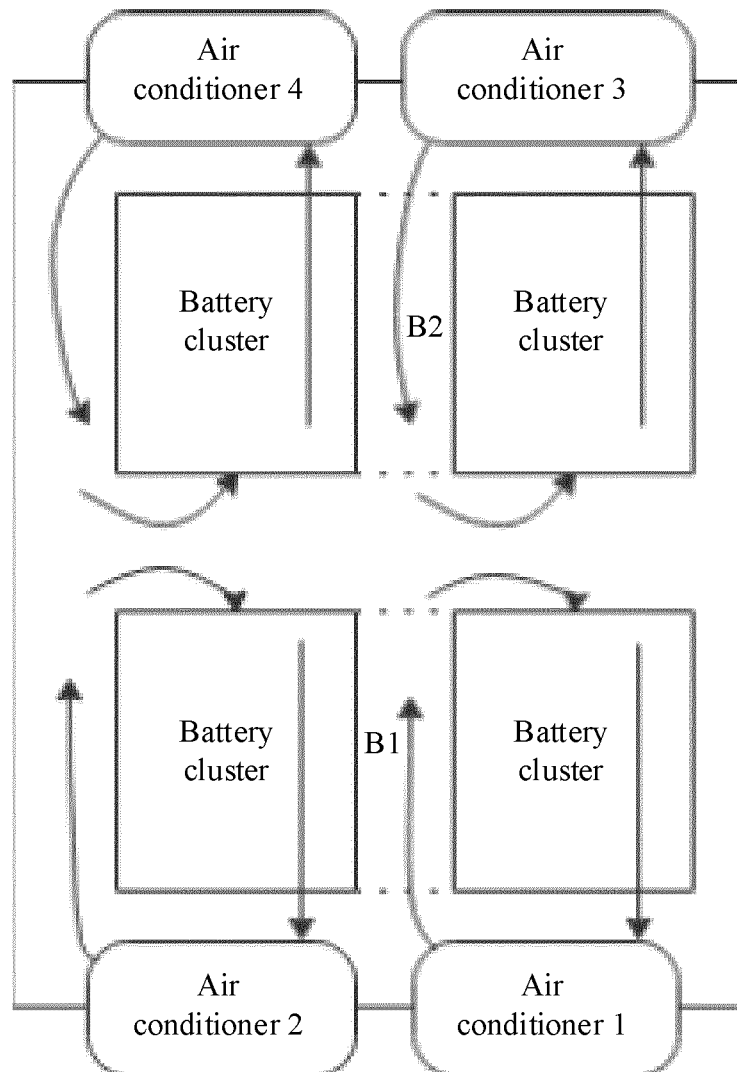 Air
conditioner 4
Air
conditioner 3
Battery
cluster
B2
Battery
cluster
Battery
cluster
B1
Battery
cluster
Air
conditioner 2
Air
conditioner 1